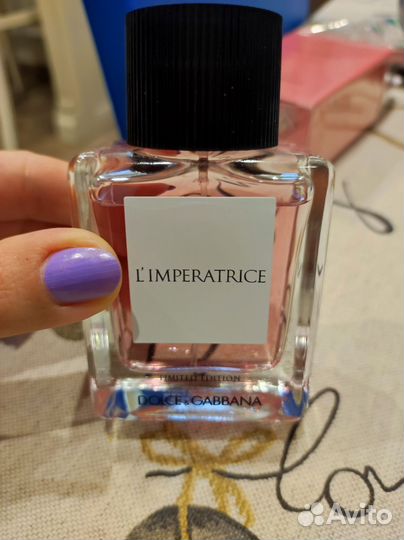 L'IMPERATRICE
LIMITED EDITION
DOLCE & GABBANA
Avito